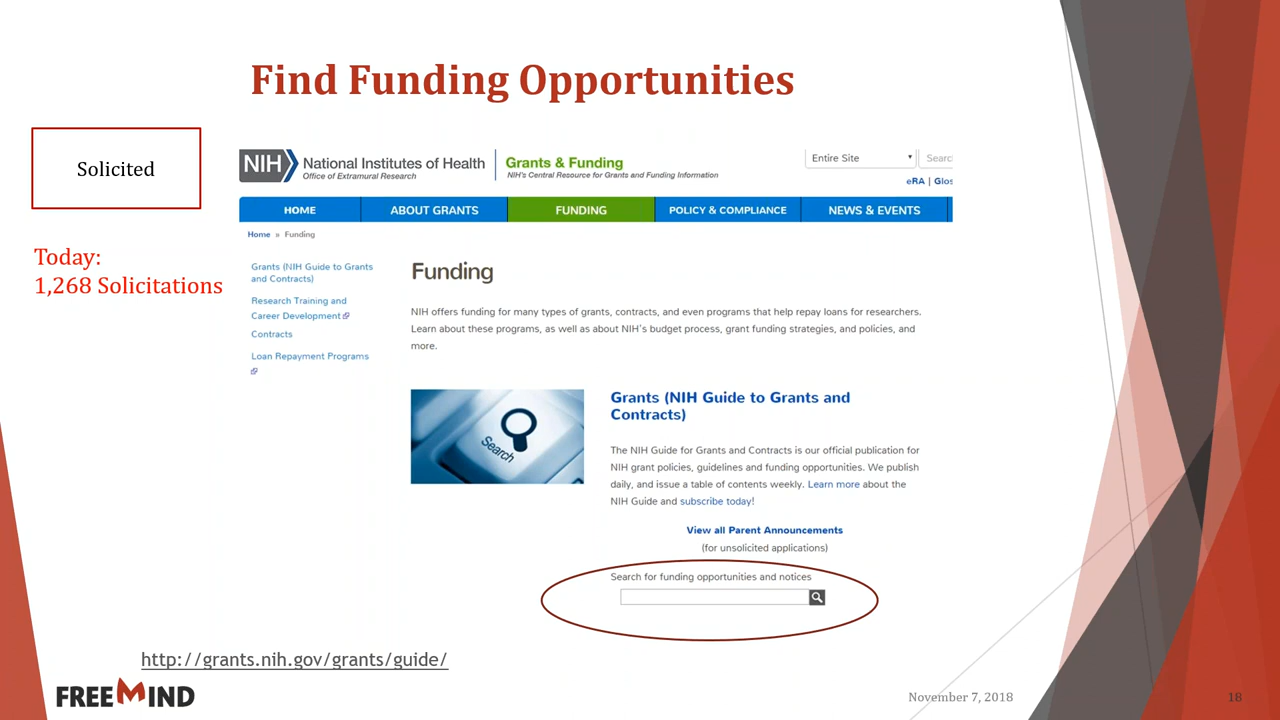 Find Funding Opportunities
Solicited
Today:
1,268 Solicitations
NIH National Institutes of Health
Office of Extramural Research
Grants & Funding
NIH's Central Resource for Grants and Funding Information
Entire Site
Searc
eRA | Glos
HOME ABOUT GRANTS FUNDING POLICY & COMPLIANCE NEWS & EVENTS
Home » Funding
Grants (NIH Guide to Grants
and Contracts)
Research Training and
Career Development
Contracts
Loan Repayment Programs
Funding
NIH offers funding for many types of grants, contracts, and even programs that help repay loans for researchers.
Learn about these programs, as well as about NIH's budget process, grant funding strategies, and policies, and
more.
Search
Grants (NIH Guide to Grants and
Contracts)
The NIH Guide for Grants and Contracts is our official publication for
NIH grant policies, guidelines and funding opportunities. We publish
daily, and issue a table of contents weekly. Learn more about the
NIH Guide and subscribe today!
View all Parent Announcements
(for unsolicited applications)
Search for funding opportunities and notices
http://grants.nih.gov/grants/guide/
FREEMIND
November 7, 2018
18